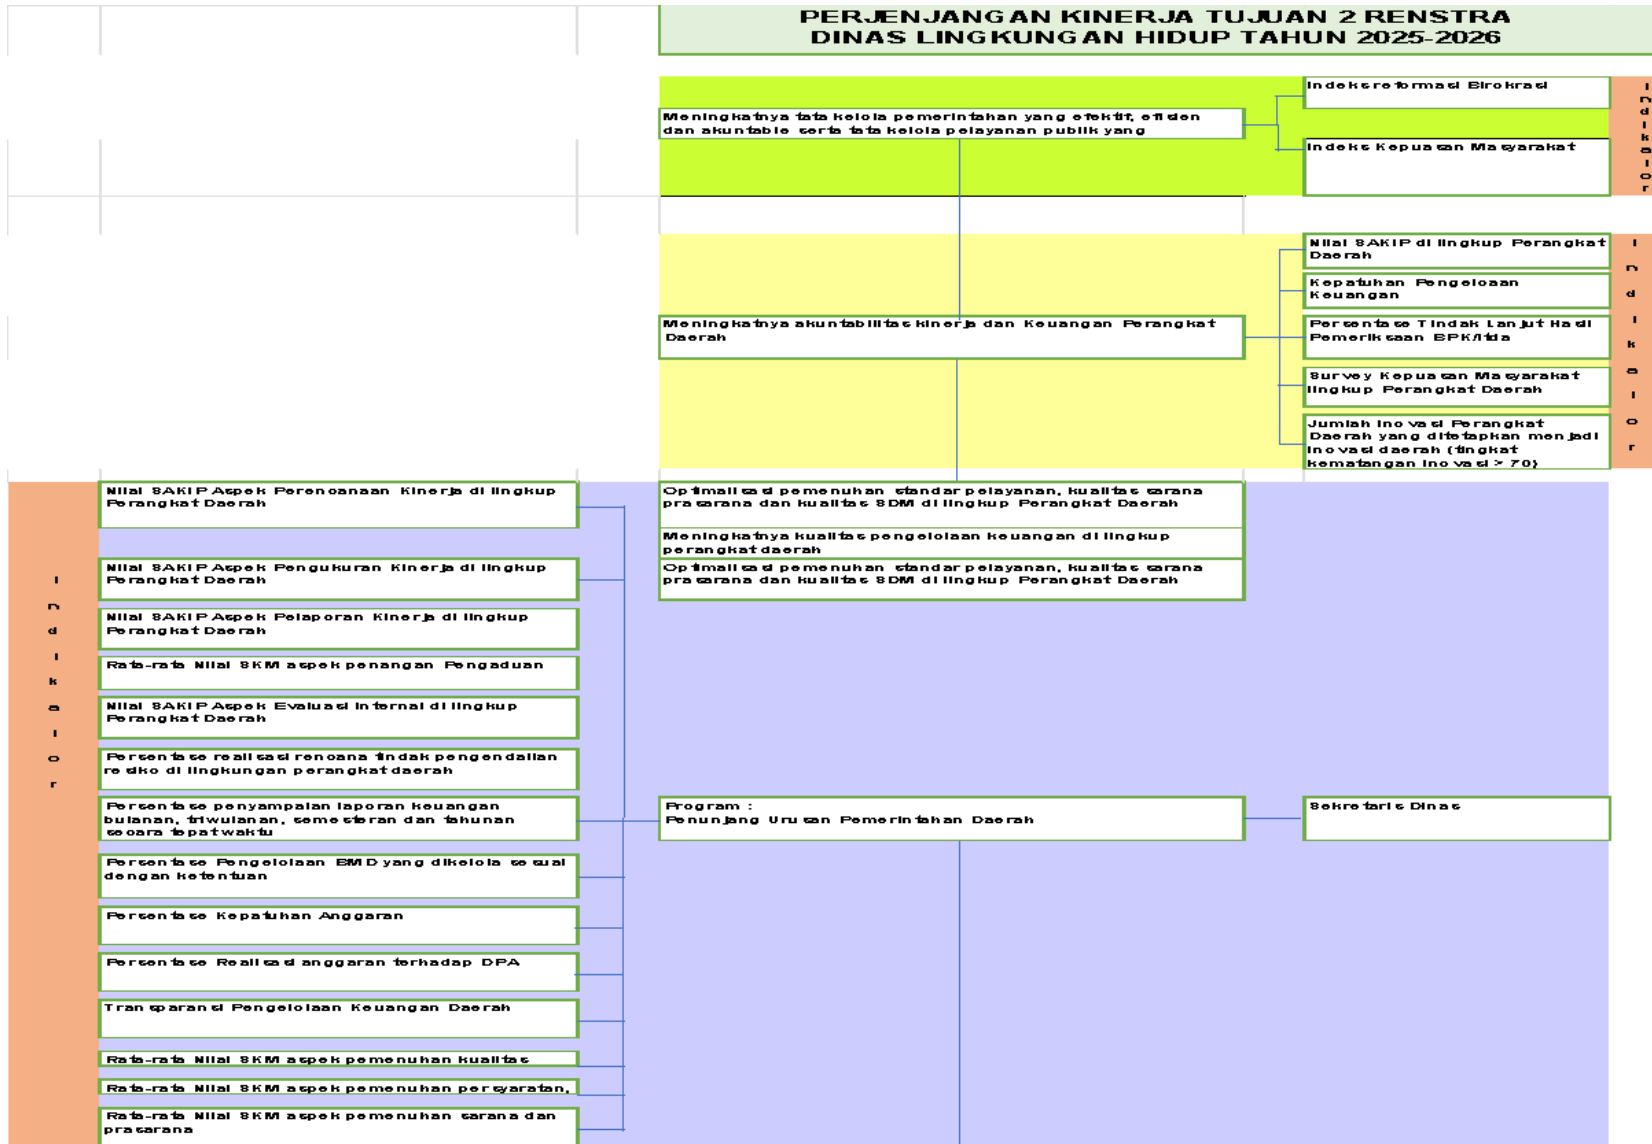 PERJENJANGAN KINERJA TUJUAN 2 RENSTRA
DINAS LINGKUNGAN HIDUP TAHUN 2025-2026
Indeks reformasi Birokrasi
Meningkatnya tata kelola pemerintahan yang efektif, efisien
dan akuntable serta tata kelola pelayanan publik yang
Indeks Kepuasan Masyarakat
Indikator
Nilai SAKIP di lingkup Perangkat
Daerah
Kepatuhan Pengeloaan
Keuangan
Meningkatnya akuntabilitas kinerja dan Keuangan Perangkat
Daerah
Persentase Tindak Lanjut Hasil
Pemeriksaan BPK/Itda
Survey Kepuasan Masyarakat
lingkup Perangkat Daerah
Jumlah Inovasi Perangkat
Daerah yang ditetapkan menjadi
inovasi daerah (tingkat
kematangan inovasi > 70)
Indikator
Nilai SAKIP Aspek Perencanaan Kinerja di lingkup
Perangkat Daerah
Optimalisasi pemenuhan standar pelayanan, kualitas sarana
prasarana dan kualitas SDM di lingkup Perangkat Daerah
Meningkatnya kualitas pengelolaan keuangan di lingkup
perangkat daerah
Nilai SAKIP Aspek Pengukuran Kinerja di lingkup
Perangkat Daerah
Optimalisasi pemenuhan standar pelayanan, kualitas sarana
prasarana dan kualitas SDM di lingkup Perangkat Daerah
Indikator
Nilai SAKIP Aspek Pelaporan Kinerja di lingkup
Perangkat Daerah
Rata-rata Nilai SKM aspek penangan Pengaduan
Nilai SAKIP Aspek Evaluasi Internal di lingkup
Perangkat Daerah
Persentase realisasi rencana tindak pengendalian
resiko di lingkungan perangkat daerah
Persentase penyampaian laporan keuangan
bulanan, triwulanan, semesteran dan tahunan
secara tepat waktu
Program :
Penunjang Urusan Pemerintahan Daerah
Sekretaris Dinas
Persentase Pengelolaan BMD yang dikelola sesuai
dengan ketentuan
Persentase Kepatuhan Anggaran
Persentase Realisasi anggaran terhadap DPA
Transparansi Pengelolaan Keuangan Daerah
Rata-rata Nilai SKM aspek pemenuhan kualitas
Rata-rata Nilai SKM aspek pemenuhan persyaratan,
Rata-rata Nilai SKM aspek pemenuhan sarana dan
prasarana